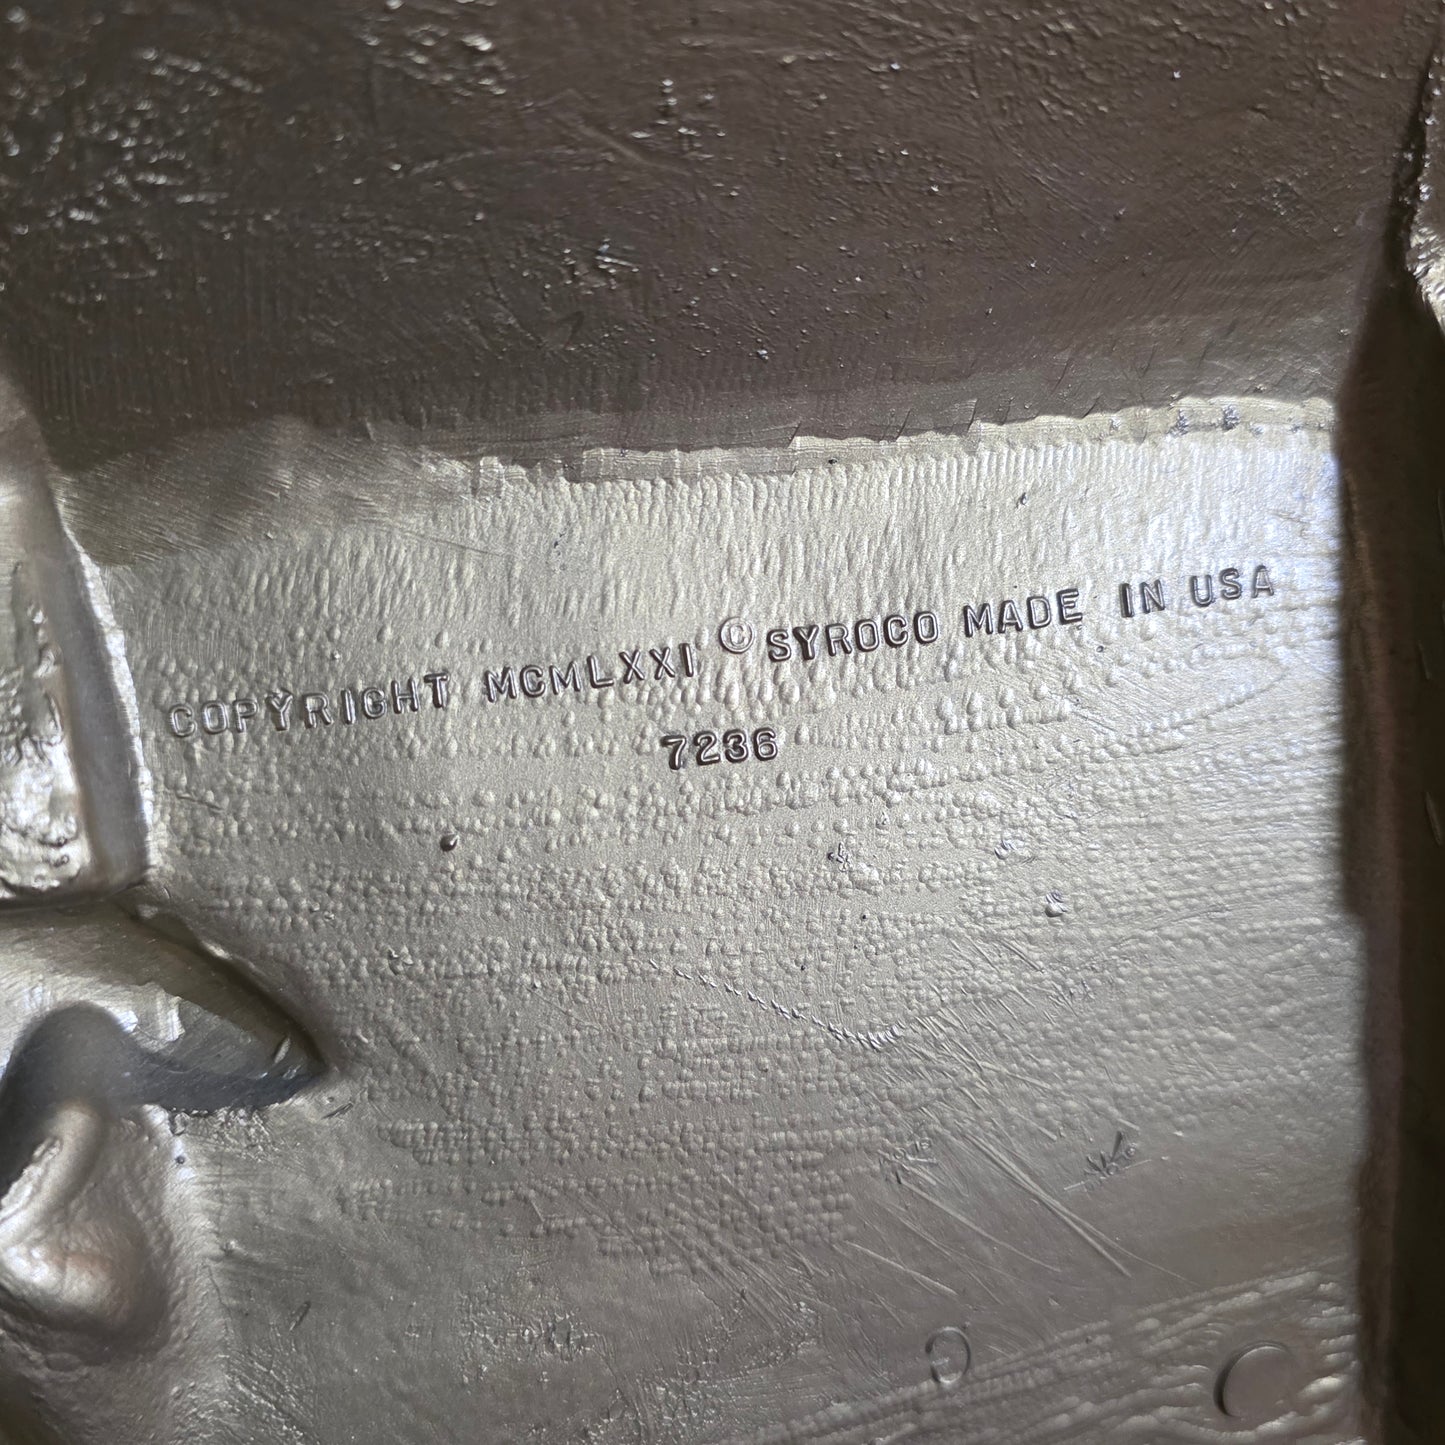 COPYRIGHT MCMLXXI © SYROCO MADE IN USA
7236